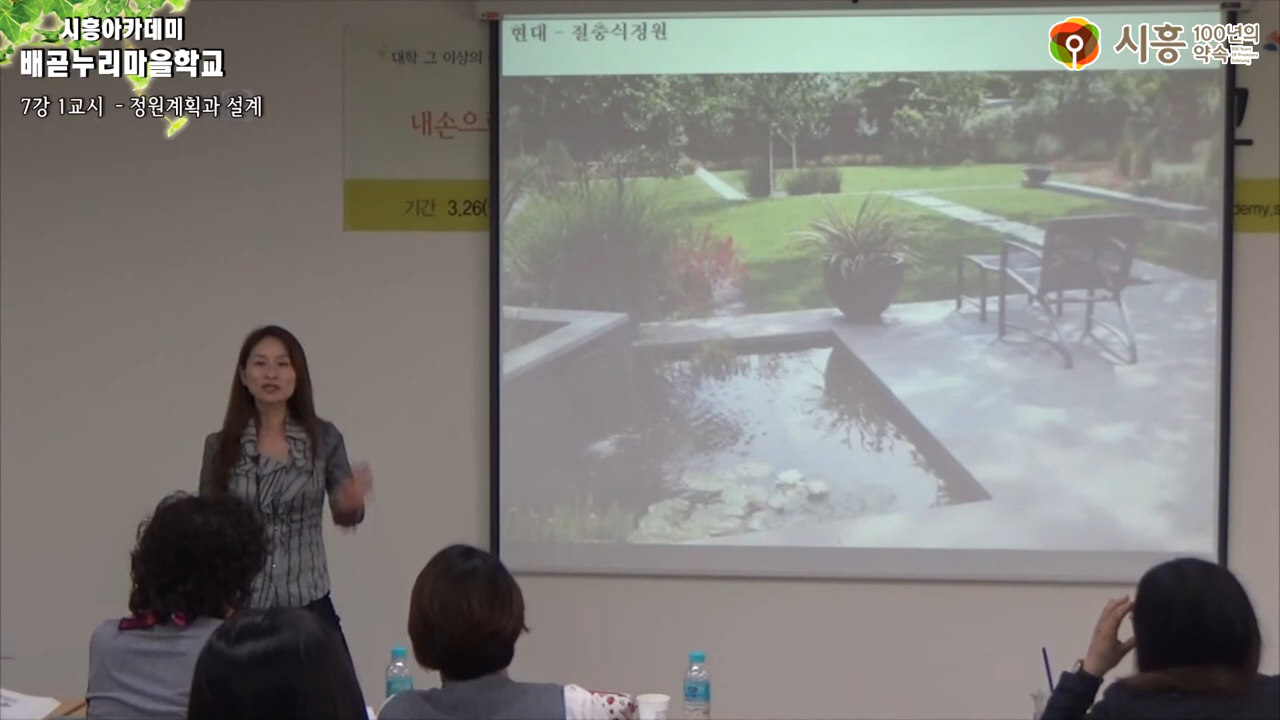 시흥아카데미
배곧누리마을학교
7강 1교시 - 정원계획과 설계
대학 그 이상의
내손으
기간 3.26(
현대 - 절충식정원
시흥 100년의
약속
demy.s